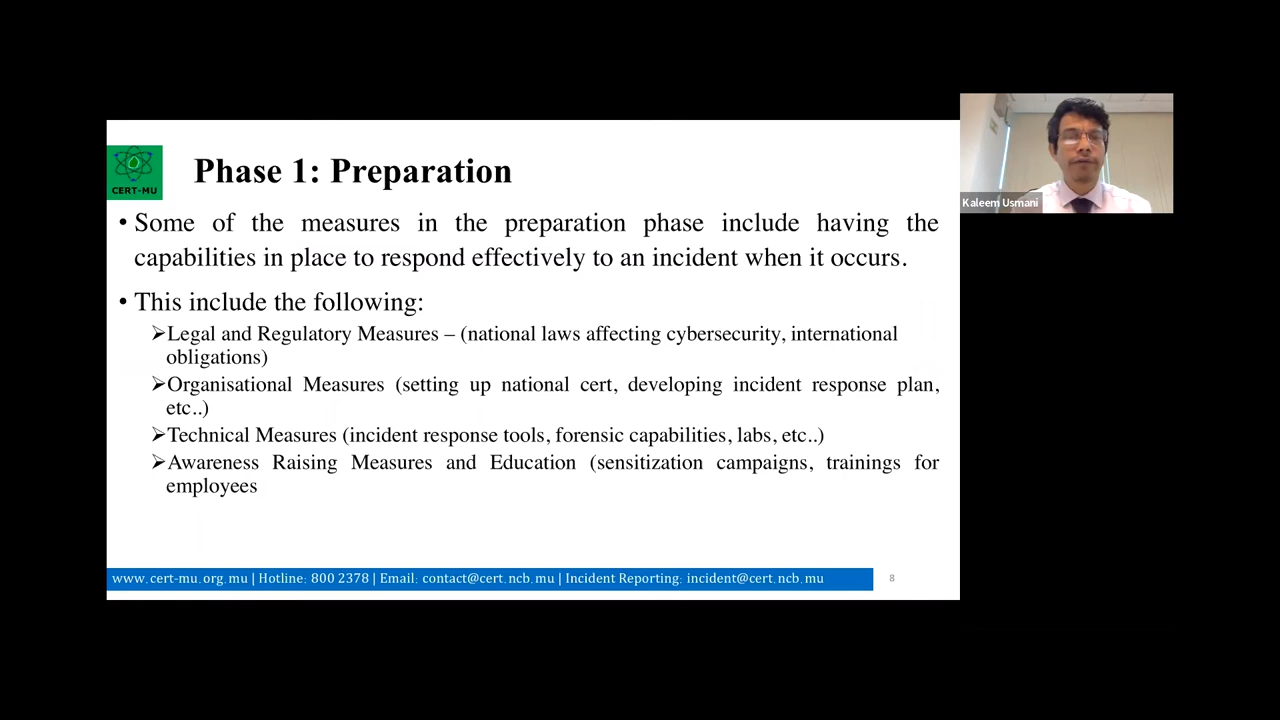 CERT-MU
Phase 1: Preparation
• Some of the measures in the preparation phase include having the
capabilities in place to respond effectively to an incident when it occurs.
• This include the following:
➢Legal and Regulatory Measures – (national laws affecting cybersecurity, international
obligations)
➢Organisational Measures (setting up national cert, developing incident response plan,
etc..)
➢Technical Measures (incident response tools, forensic capabilities, labs, etc..)
➢Awareness Raising Measures and Education (sensitization campaigns, trainings for
employees
www.cert-mu.org.mu | Hotline: 800 2378 | Email: contact@cert.ncb.mu | Incident Reporting: incident@cert.ncb.mu
8
Kaleem Usmani